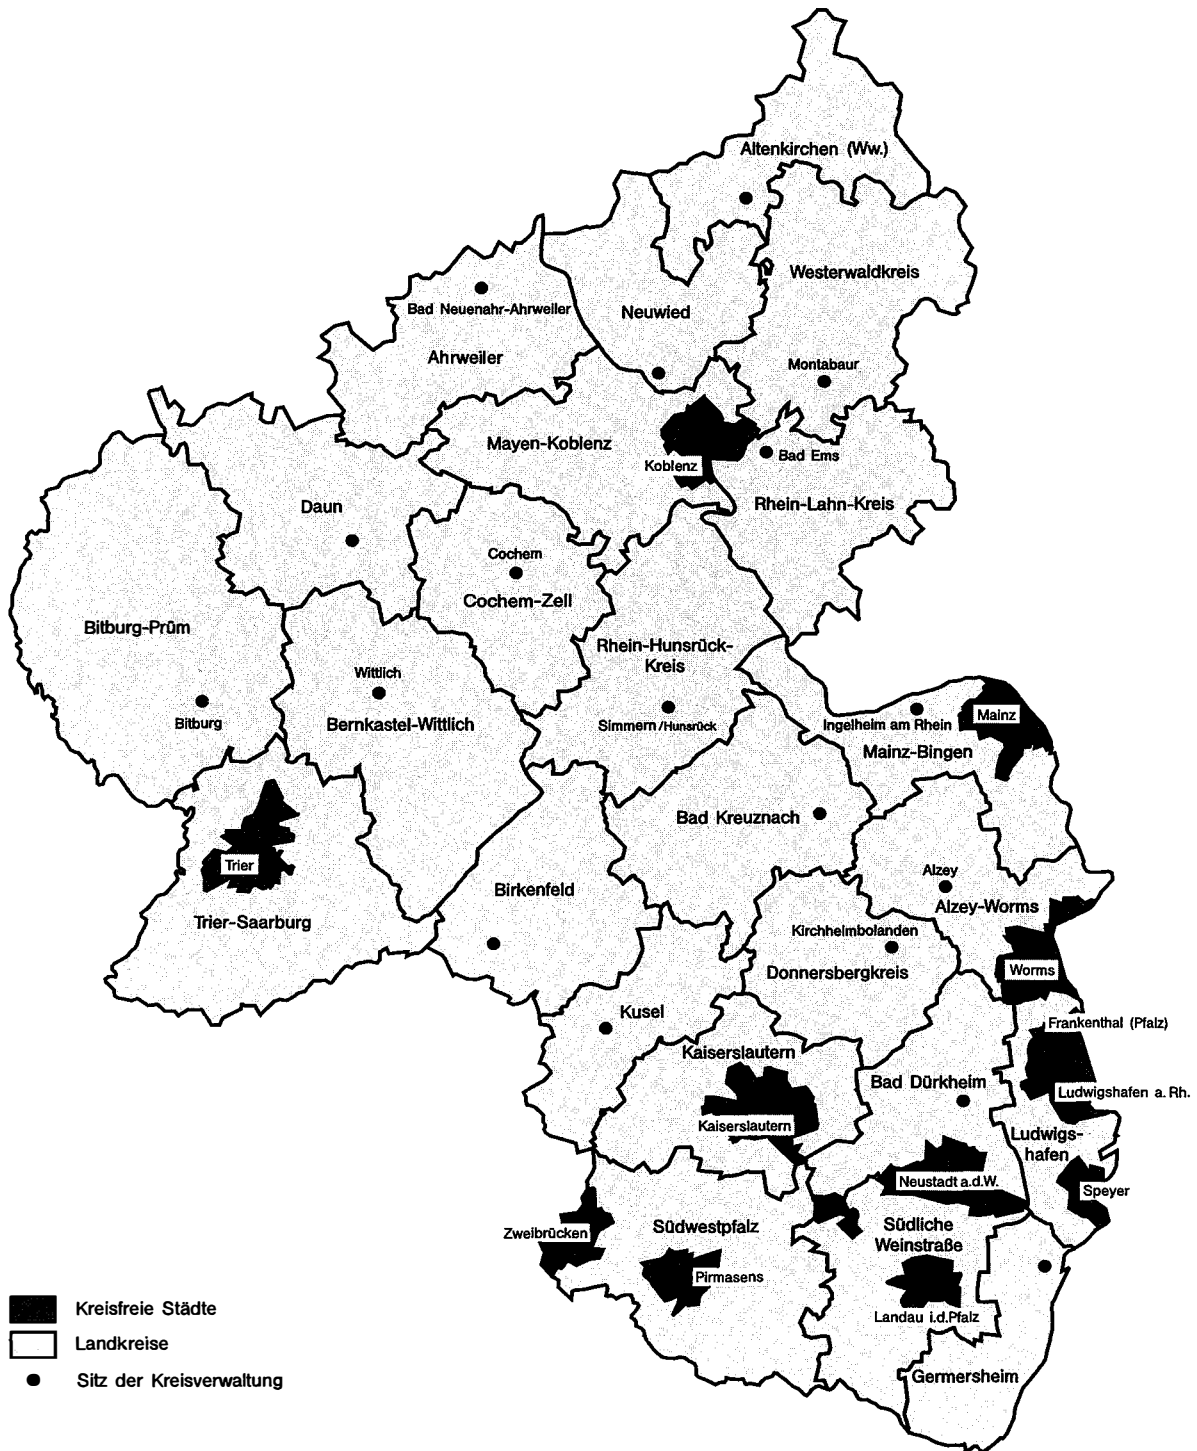 Altenkirchen (Ww.)
Westerwaldkreis
Bad Neuenahr-Ahrweiler
Neuwied
Ahrweiler
Montabaur
Mayen-Koblenz
Koblenz
Bad Ems
Daun
Rhein-Lahn-Kreis
Cochem
Cochem-Zell
Bitburg-Prüm
Rhein-Hunsrück-
Kreis
Wittlich
Bitburg
Bernkastel-Wittlich
Simmern/Hunsrück
Ingelheim am Rhein
Mainz
Mainz-Bingen
Bad Kreuznach
Trier
Alzey
Birkenfeld
Alzey-Worms
Trier-Saarburg
Kirchheimbolanden
Donnersbergkreis
Worms
Kusel
Frankenthal (Pfalz)
Kaiserslautern
Bad Dürkheim
Ludwigshafen a. Rh.
Kaiserslautern
Ludwigs-
hafen
Neustadt a.d.W.
Speyer
Zweibrücken
Südwestpfalz
Südliche
Weinstraße
Pirmasens
Landau i.d.Pfalz
Germersheim
Kreisfreie Städte
Landkreise
Sitz der Kreisverwaltung